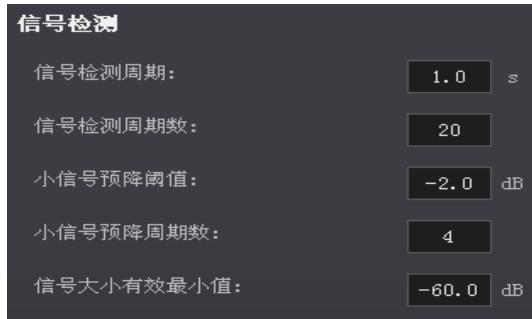 信号检测
信号检测周期: 1.0 s
信号检测周期数: 20
小信号预降阈值: -2.0 dB
小信号预降周期数: 4
信号大小有效最小值: -60.0 dB